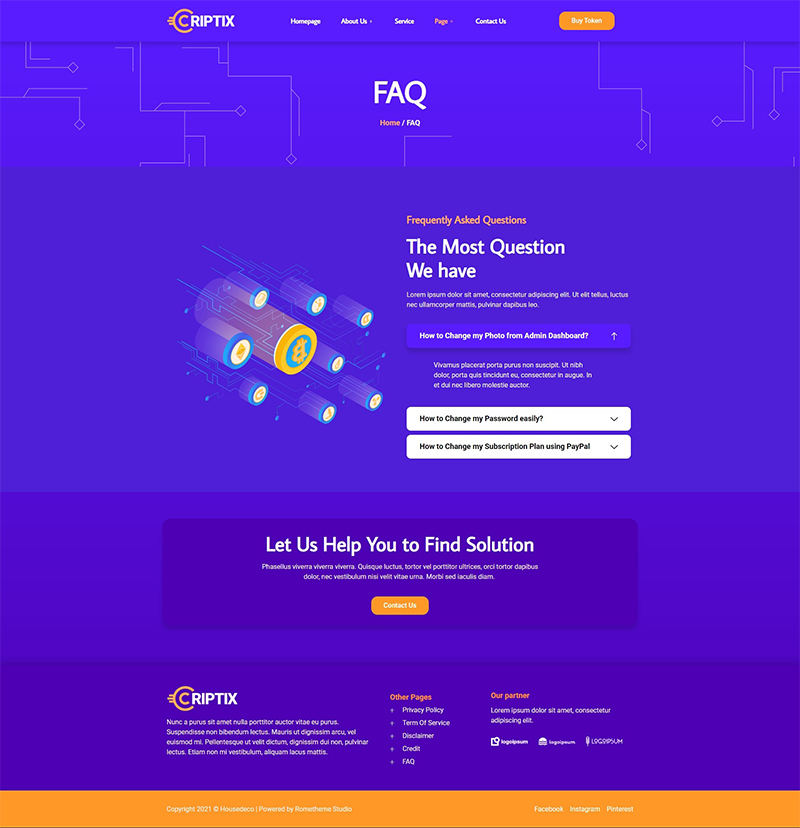 CRIPTIX
Homepage About Us Service Page Contact Us Buy Token
FAQ
Home / FAQ
Frequently Asked Questions
The Most Question
We have
Lorem ipsum dolor sit amet, consectetur adipiscing elit. Ut elit tellus, luctus
nec ullamcorper mattis, pulvinar dapibus leo.
How to Change my Photo from Admin Dashboard?
Vivamus placerat porta purus non suscipit. Ut nibh
dolor, porta quis tincidunt eu, consectetur in augue. In
et dui nec libero molestie auctor.
How to Change my Password easily?
How to Change my Subscription Plan using PayPal
Let Us Help You to Find Solution
Phasellus viverra viverra viverra. Quisque luctus, tortor vel porttitor ultrices, orci tortor dapibus
dolor, nec vestibulum nisi velit vitae urna. Morbi sed iaculis diam.
Contact Us
CRIPTIX
Nunc a purus sit amet nulla porttitor auctor vitae eu purus.
Suspendisse non bibendum lectus. Mauris ut dignissim arcu, vel
euismod mi. Pellentesque ut velit dictum, dignissim dui non, pulvinar
lectus. Etiam non mi vestibulum, aliquam lacus mattis.
Other Pages
+ Privacy Policy
+ Term Of Service
+ Disclaimer
+ Credit
+ FAQ
Our partner
Lorem ipsum dolor sit amet, consectetur
adipiscing elit.
logoipsum logoipsum LOGOIPSUM
Copyright 2021 © Housedeco | Powered by Rometheme Studio
Facebook Instagram Pinterest